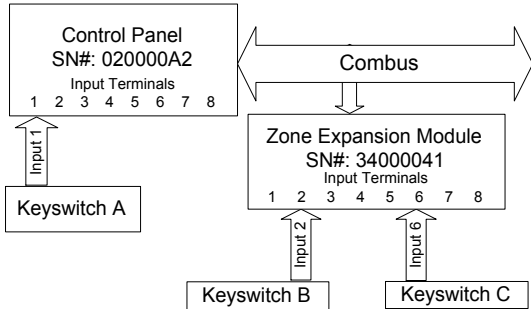 Control Panel
SN#: 020000A2
Input Terminals
1 2 3 4 5 6 7 8
Combus
Input 1
Keyswitch A
Zone Expansion Module
SN#: 34000041
Input Terminals
1 2 3 4 5 6 7 8
Input 2
Input 6
Keyswitch B
Keyswitch C